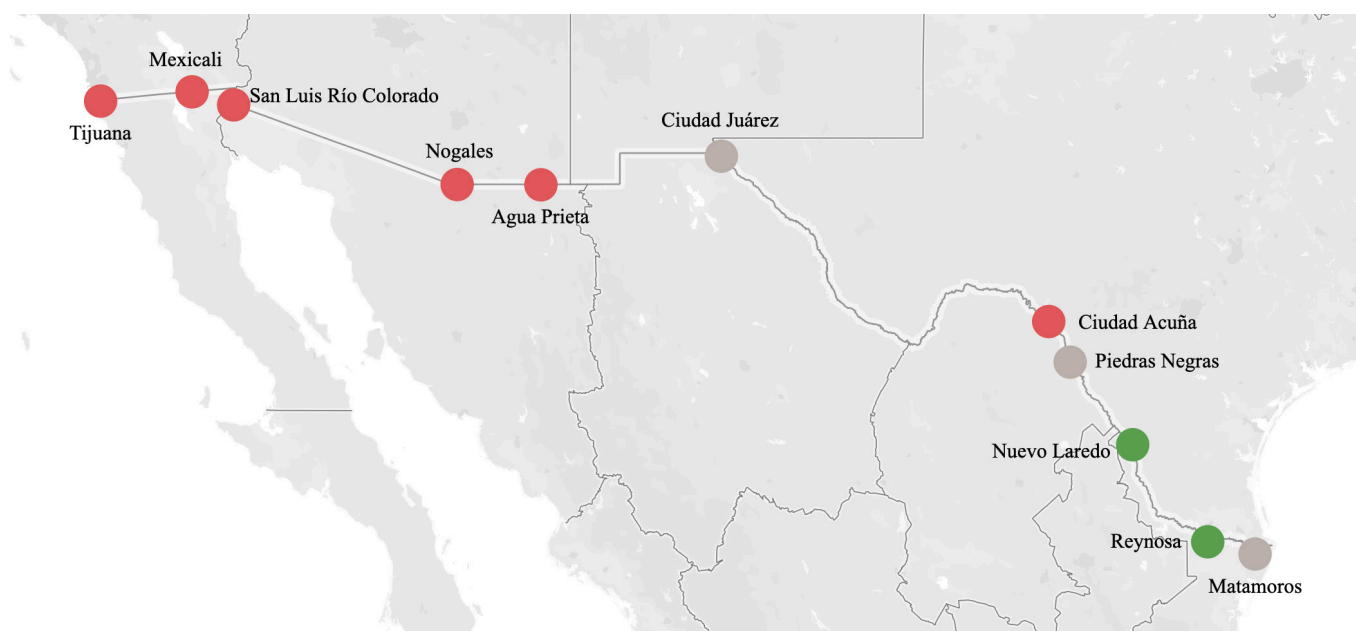 Mexicali
San Luis Río Colorado
Tijuana
Ciudad Juárez
Nogales
Agua Prieta
Ciudad Acuña
Piedras Negras
Nuevo Laredo
Reynosa
Matamoros